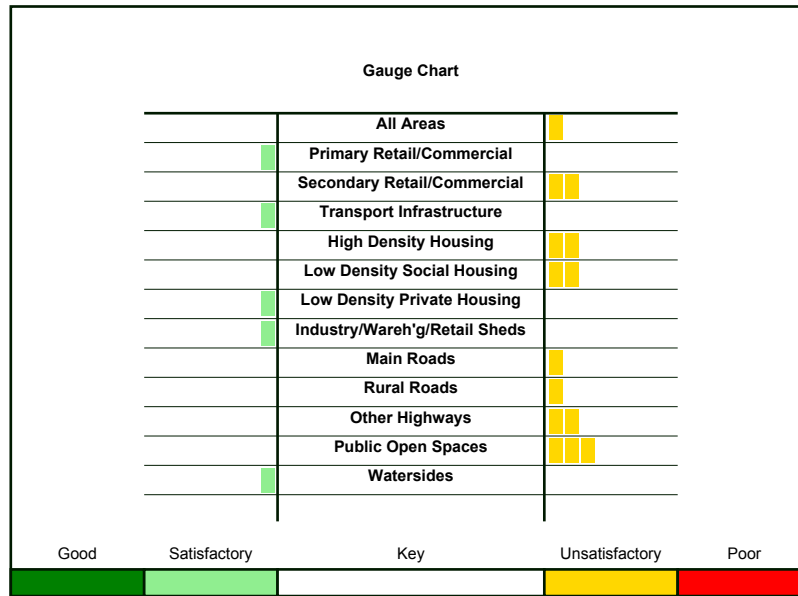 Gauge Chart
All Areas
Primary Retail/Commercial
Secondary Retail/Commercial
Transport Infrastructure
High Density Housing
Low Density Social Housing
Low Density Private Housing
Industry/Wareh'g/Retail Sheds
Main Roads
Rural Roads
Other Highways
Public Open Spaces
Watersides
Good Satisfactory Key Unsatisfactory Poor